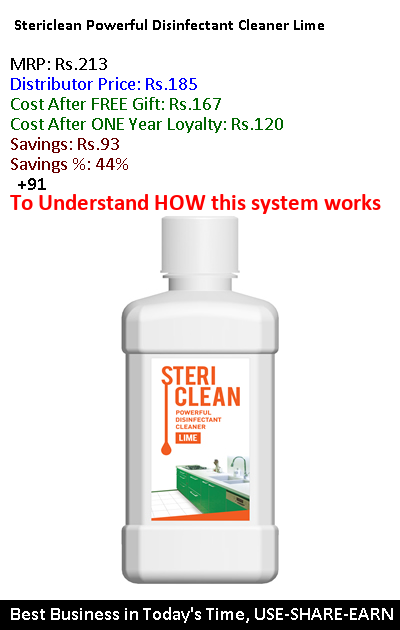 Stericlean Powerful Disinfectant Cleaner Lime
MRP: Rs.213
Distributor Price: Rs.185
Cost After FREE Gift: Rs.167
Cost After ONE Year Loyalty: Rs.120
Savings: Rs.93
Savings %: 44%
+91
To Understand HOW this system works
STERI
CLEAN
POWERFUL
DISINFECTANT
CLEANER
LIME
Best Business in Today's Time, USE-SHARE-EARN